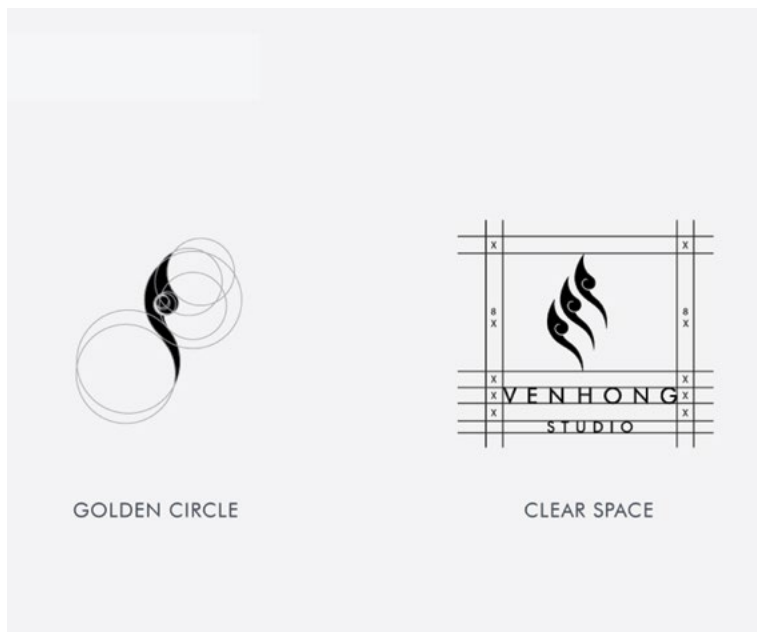 X X
8 X 8 X
X X
X VENHONG X
X X
STUDIO
GOLDEN CIRCLE
CLEAR SPACE